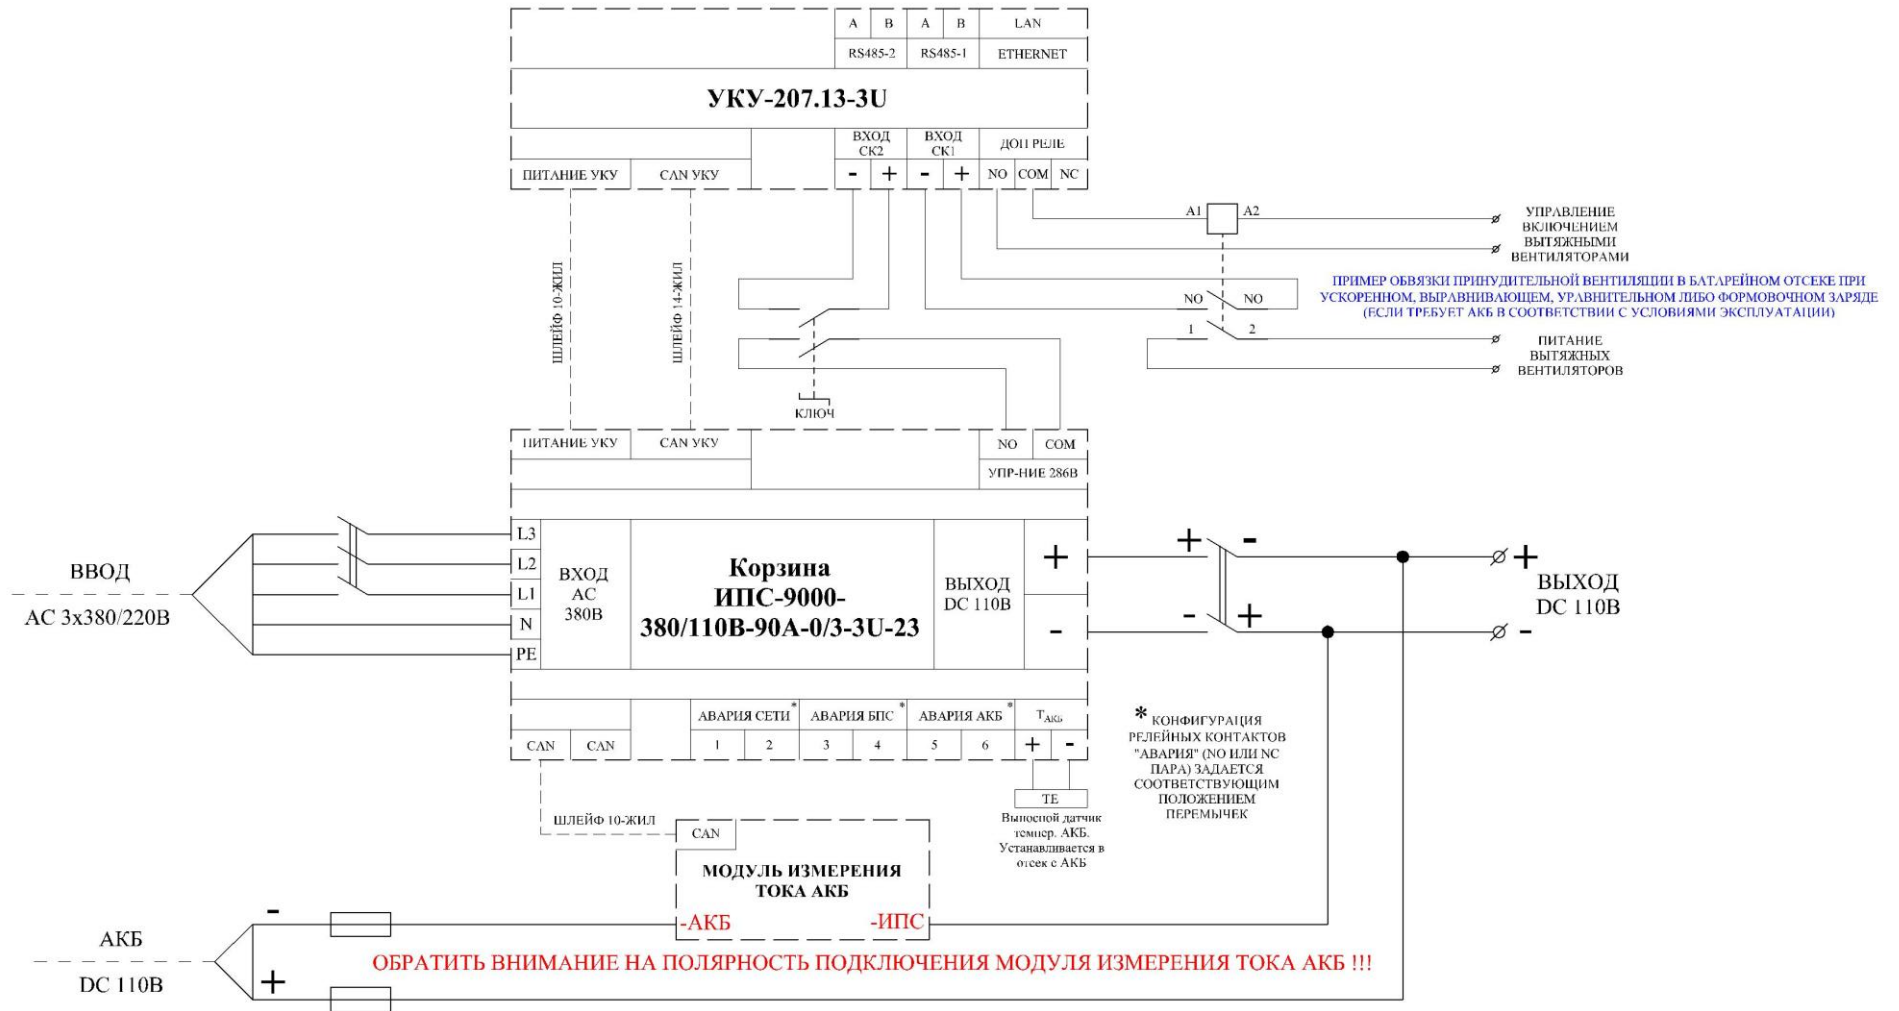 A B A B LAN
RS485-2 RS485-1 ETHERNET
УКУ-207.13-3U
ВХОД СК2 ВХОД СК1 ДОП РЕЛЕ
ПИТАНИЕ УКУ CAN УКУ - + - + NO COM NC
A1 A2
УПРАВЛЕНИЕ
ВКЛЮЧЕНИЕМ
ВЫТЯЖНЫМИ
ВЕНТИЛЯТОРАМИ
ШЛЕЙФ 10-ЖИЛ
ШЛЕЙФ 14-ЖИЛ
ПРИМЕР ОБВЯЗКИ ПРИНУДИТЕЛЬНОЙ ВЕНТИЛЯЦИИ В БАТАРЕЙНОМ ОТСЕКЕ ПРИ
УСКОРЕННОМ, ВЫРАВНИВАЮЩЕМ, УРАВНИТЕЛЬНОМ ЛИБО ФОРМОВОЧНОМ ЗАРЯДЕ
(ЕСЛИ ТРЕБУЕТ АКБ В СООТВЕТСТВИИ С УСЛОВИЯМИ ЭКСПЛУАТАЦИИ)
NO NO
1 2
ПИТАНИЕ
ВЫТЯЖНЫХ
ВЕНТИЛЯТОРОВ
КЛЮЧ
ПИТАНИЕ УКУ CAN УКУ NO COM
УПР-НИЕ 286В
ВВОД
AC 3x380/220В
L3
L2
L1
N
PE
ВХОД
AC
380В
Корзина
ИПС-9000-
380/110В-90А-0/3-3U-23
ВЫХОД
DC 110В
+
-
+ -
- +
+
-
ВЫХОД
DC 110В
АВАРИЯ СЕТИ* АВАРИЯ БПС* АВАРИЯ АКБ* TАКБ
CAN CAN 1 2 3 4 5 6 + -
* КОНФИГУРАЦИЯ
РЕЛЕЙНЫХ КОНТАКТОВ
"АВАРИЯ" (NO ИЛИ NC
ПАРА) ЗАДАЕТСЯ
СООТВЕТСТВУЮЩИМ
ПОЛОЖЕНИЕМ
ПЕРЕМЫЧЕК
TE
Выносной датчик
темпер. АКБ.
Устанавливается в
отсек с АКБ
ШЛЕЙФ 10-ЖИЛ
CAN
МОДУЛЬ ИЗМЕРЕНИЯ
ТОКА АКБ
-АКБ -ИПС
АКБ
DC 110В
-
+
ОБРАТИТЬ ВНИМАНИЕ НА ПОЛЯРНОСТЬ ПОДКЛЮЧЕНИЯ МОДУЛЯ ИЗМЕРЕНИЯ ТОКА АКБ !!!